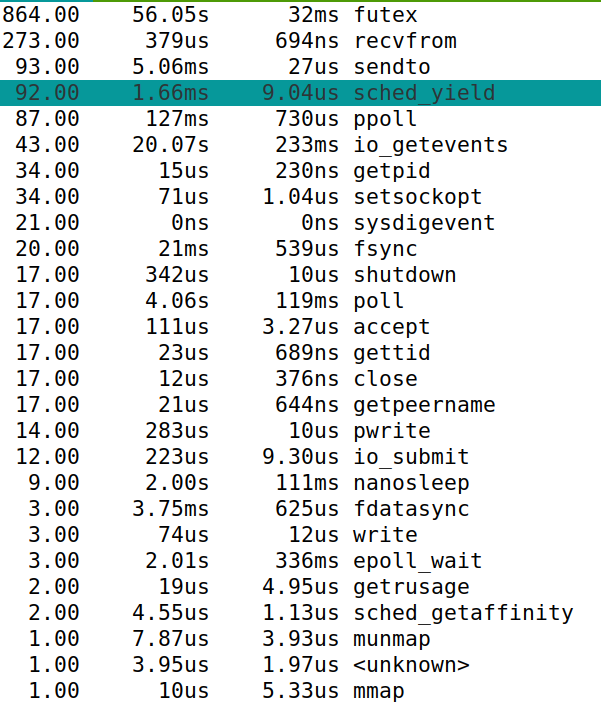 864.00 56.05s 32ms futex
273.00 379us 694ns recvfrom
93.00 5.06ms 27us sendto
92.00 1.66ms 9.04us sched_yield
87.00 127ms 730us ppoll
43.00 20.07s 233ms io_getevents
34.00 15us 230ns getpid
34.00 71us 1.04us setsockopt
21.00 0ns 0ns sysdigevent
20.00 21ms 539us fsync
17.00 342us 10us shutdown
17.00 4.06s 119ms poll
17.00 111us 3.27us accept
17.00 23us 689ns gettid
17.00 12us 376ns close
17.00 21us 644ns getpeername
14.00 283us 10us pwrite
12.00 223us 9.30us io_submit
9.00 2.00s 111ms nanosleep
3.00 3.75ms 625us fdatasync
3.00 74us 12us write
3.00 2.01s 336ms epoll_wait
2.00 19us 4.95us getrusage
2.00 4.55us 1.13us sched_getaffinity
1.00 7.87us 3.93us munmap
1.00 3.95us 1.97us <unknown>
1.00 10us 5.33us mmap